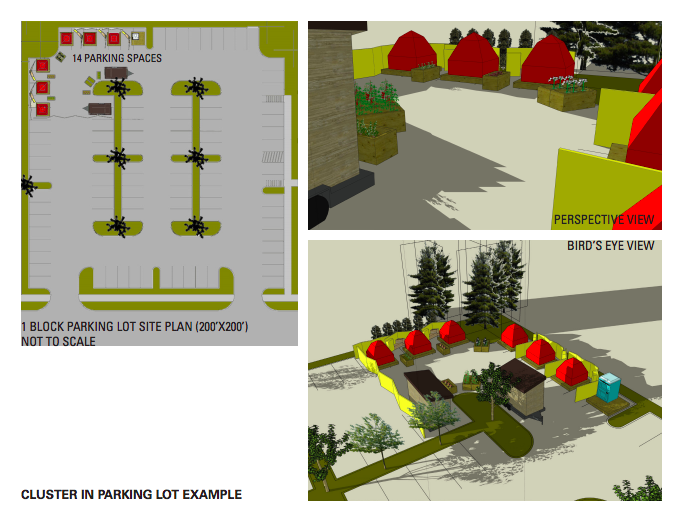 14 PARKING SPACES
1 BLOCK PARKING LOT SITE PLAN (200'X200')
NOT TO SCALE
PERSPECTIVE VIEW
BIRD'S EYE VIEW
CLUSTER IN PARKING LOT EXAMPLE